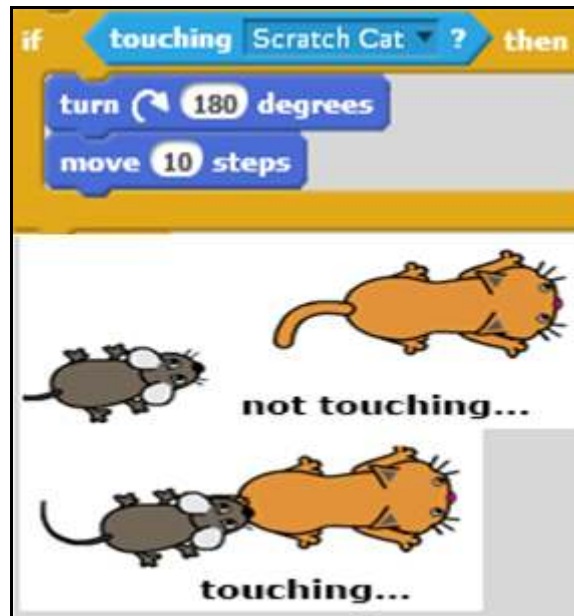 if touching Scratch Cat ? then
turn 180 degrees
move 10 steps
not touching...
touching...